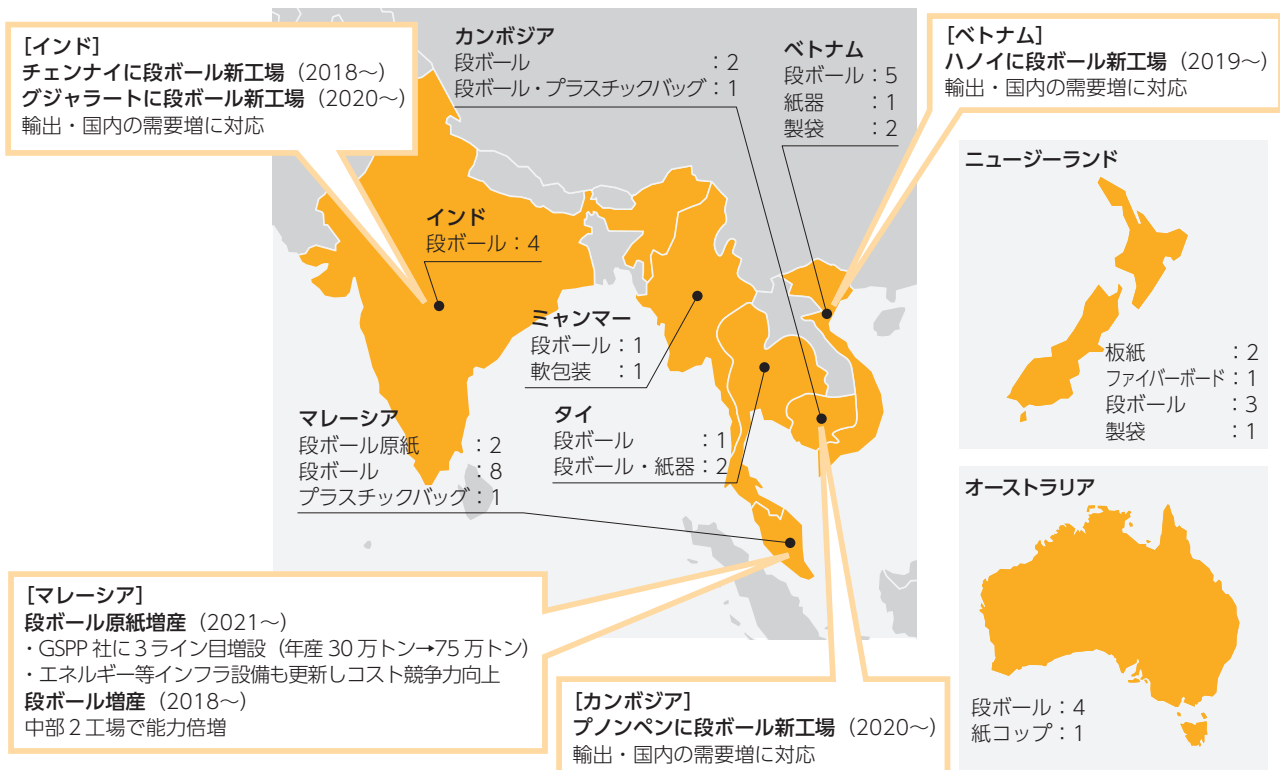 [インド]
チェンナイに段ボール新工場（2018～）
グジャラートに段ボール新工場（2020～）
輸出・国内の需要増に対応
カンボジア
段ボール：2
段ボール・プラスチックバッグ：1
ベトナム
段ボール：5
紙器：1
製袋：2
[ベトナム]
ハノイに段ボール新工場（2019～）
輸出・国内の需要増に対応
インド
段ボール：4
ミャンマー
段ボール：1
軟包装：1
マレーシア
段ボール原紙：2
段ボール：8
プラスチックバッグ：1
タイ
段ボール：1
段ボール・紙器：2
ニュージーランド
板紙：2
ファイバーボード：1
段ボール：3
製袋：1
オーストラリア
段ボール：4
紙コップ：1
[マレーシア]
段ボール原紙増産（2021～）
・GSPP 社に3ライン目増設（年産 30 万トン→75 万トン）
・エネルギー等インフラ設備も更新しコスト競争力向上
段ボール増産（2018～）
中部2工場で能力倍増
[カンボジア]
プノンペンに段ボール新工場（2020～）
輸出・国内の需要増に対応